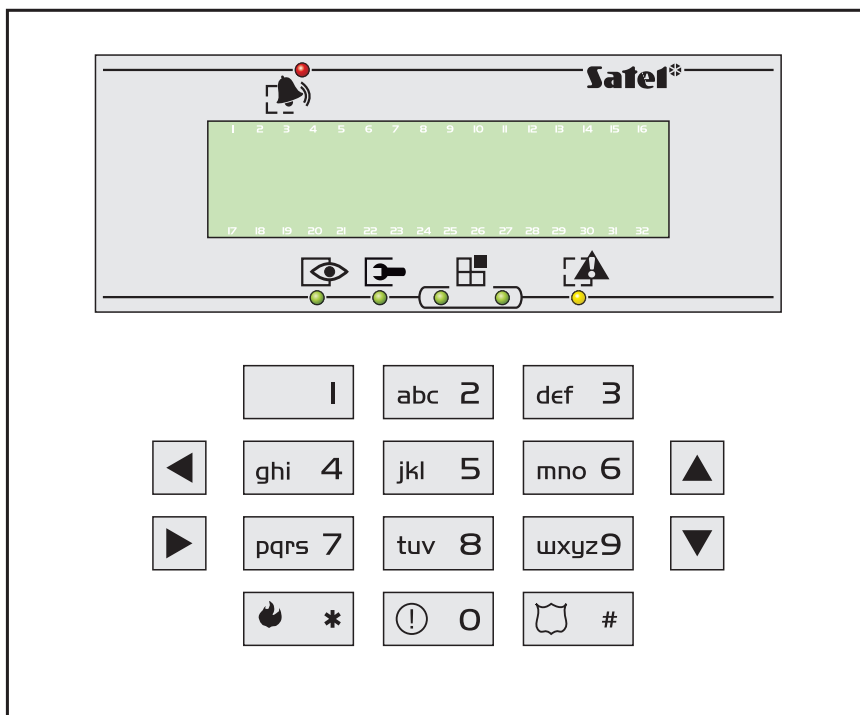 Satel
1 2 3 4 5 6 7 8 9 10 11 12 13 14 15 16
17 18 19 20 21 22 23 24 25 26 27 28 29 30 31 32
1 abc 2 def 3
ghi 4 jkl 5 mno 6
pqrs 7 tuv 8 wxyz9
* ! 0 #